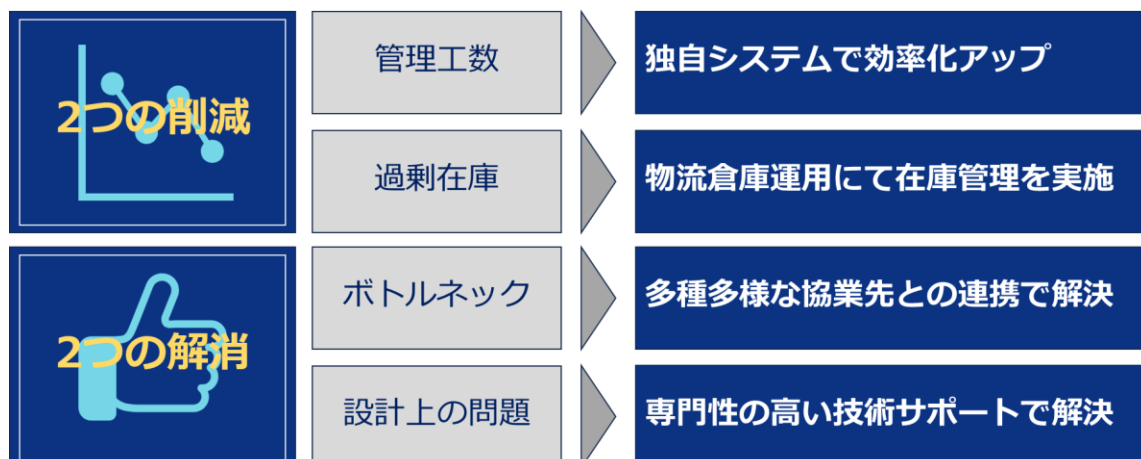 2つの削減
管理工数
独自システムで効率化アップ
過剰在庫
物流倉庫運用にて在庫管理を実施
2つの解消
ボトルネック
多種多様な協業先との連携で解決
設計上の問題
専門性の高い技術サポートで解決